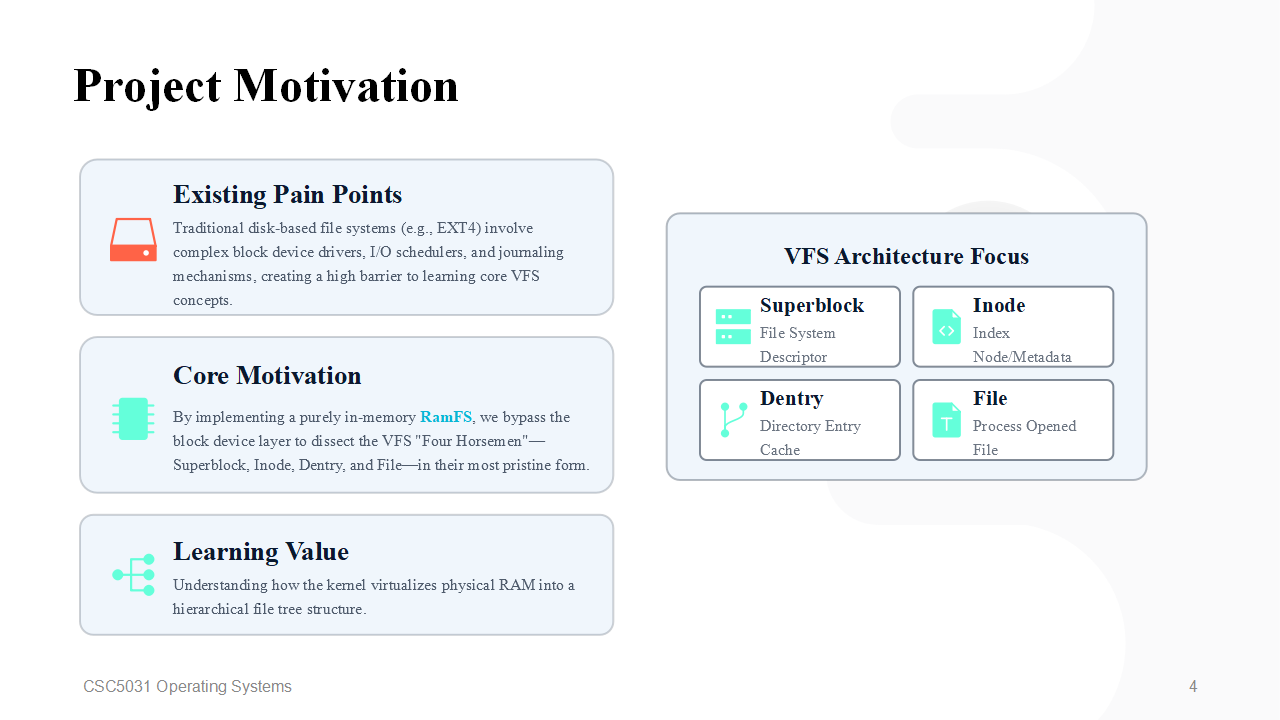 Project Motivation
Existing Pain Points
Traditional disk-based file systems (e.g., EXT4) involve
complex block device drivers, I/O schedulers, and journaling
mechanisms, creating a high barrier to learning core VFS
concepts.
Core Motivation
By implementing a purely in-memory RamFS, we bypass the
block device layer to dissect the VFS "Four Horsemen"—
Superblock, Inode, Dentry, and File—in their most pristine form.
Learning Value
Understanding how the kernel virtualizes physical RAM into a
hierarchical file tree structure.
VFS Architecture Focus
Superblock
File System
Descriptor
Inode
Index
Node/Metadata
Dentry
Directory Entry
Cache
File
Process Opened
File
CSC5031 Operating Systems
4